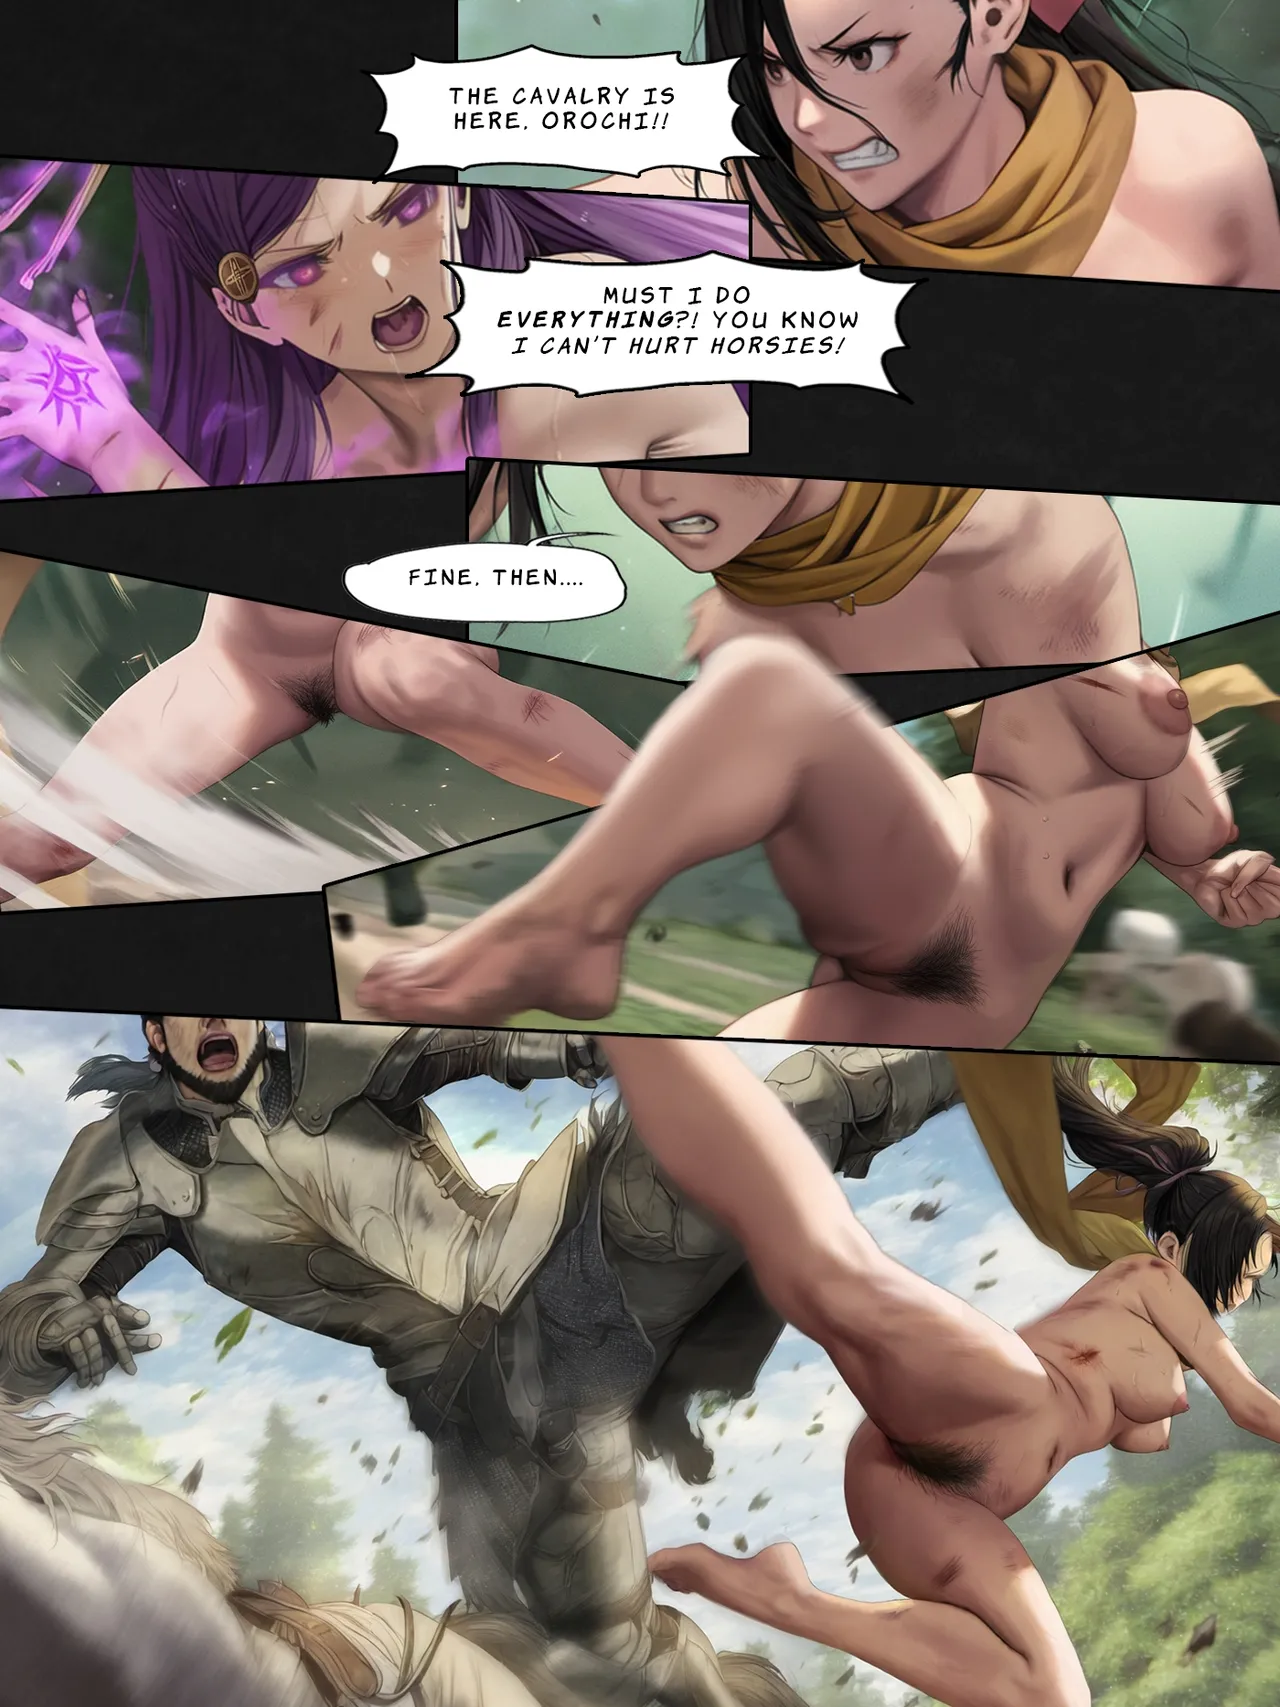 THE CAVALRY IS
HERE, OROCHI!!
MUST I DO
EVERYTHING?! YOU KNOW
I CAN'T HURT HORSIES!
FINE, THEN....